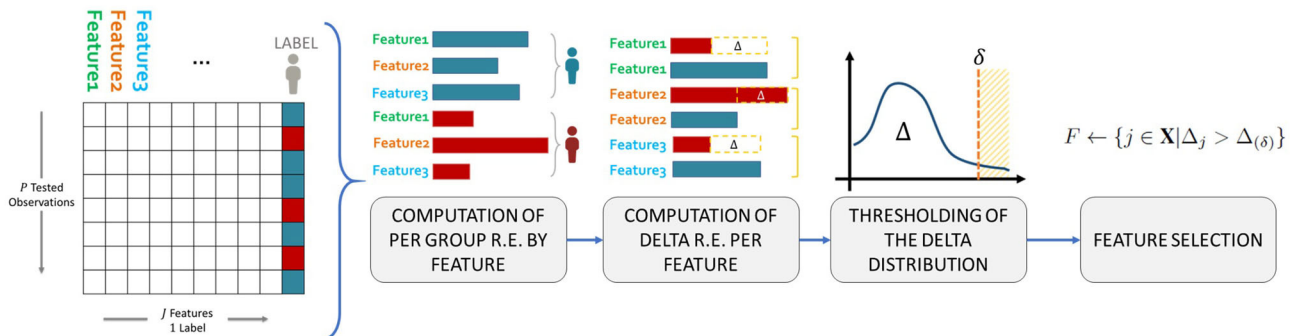 Feature1
Feature2
Feature3
...
LABEL
P Tested
Observations
J Features
1 Label
Feature1
Feature2
Feature3
Feature1
Feature2
Feature3
COMPUTATION OF
PER GROUP R.E. BY
FEATURE
Feature1
Δ
Feature1
Feature2
Δ
Feature2
Feature3
Δ
Feature3
COMPUTATION OF
DELTA R.E. PER
FEATURE
δ
Δ
THRESHOLDING OF
THE DELTA
DISTRIBUTION
F ← {j ∈ X|Δ_j > Δ_(δ)}
FEATURE SELECTION